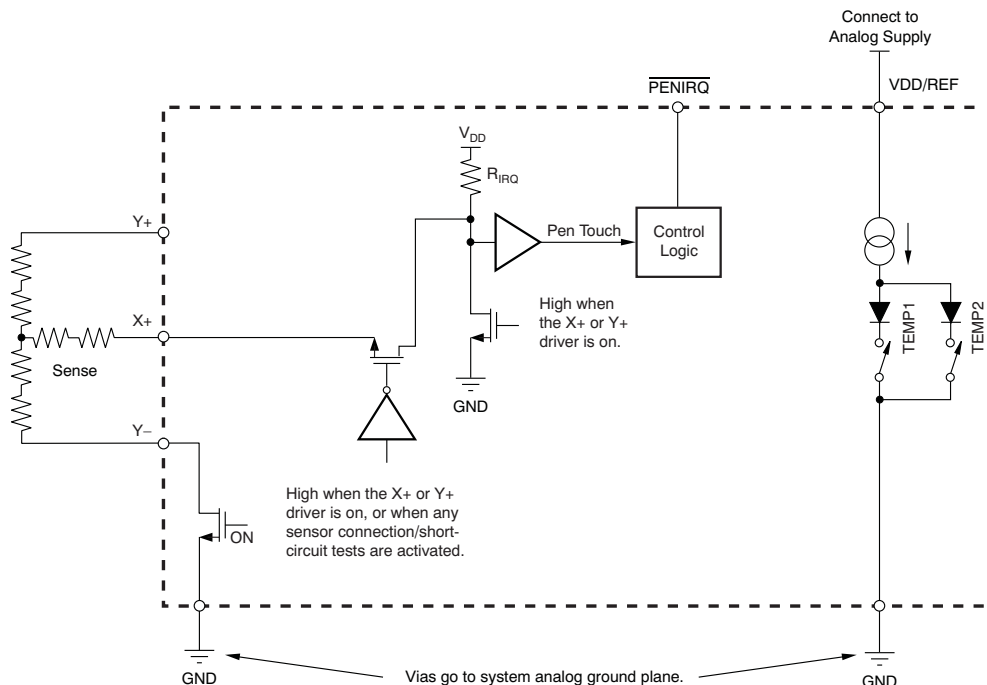 Connect to
Analog Supply
PENIRQ
VDD/REF
VDD
RIRQ
Y+
Pen Touch
Control
Logic
High when
the X+ or Y+
driver is on.
TEMP1
TEMP2
X+
Sense
GND
Y–
High when the X+ or Y+
driver is on, or when any
sensor connection/short-
circuit tests are activated.
ON
GND
Vias go to system analog ground plane.
GND